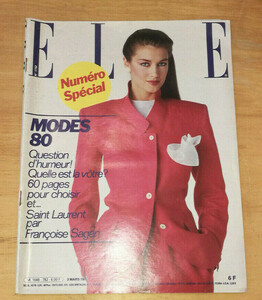 ELLE
Numéro
Spécial
MODES
80
Question
d'humeur!
Quelle est la vôtre?
60 pages
pour choisir
et...
Saint Laurent
par
Françoise Sagan
6 F